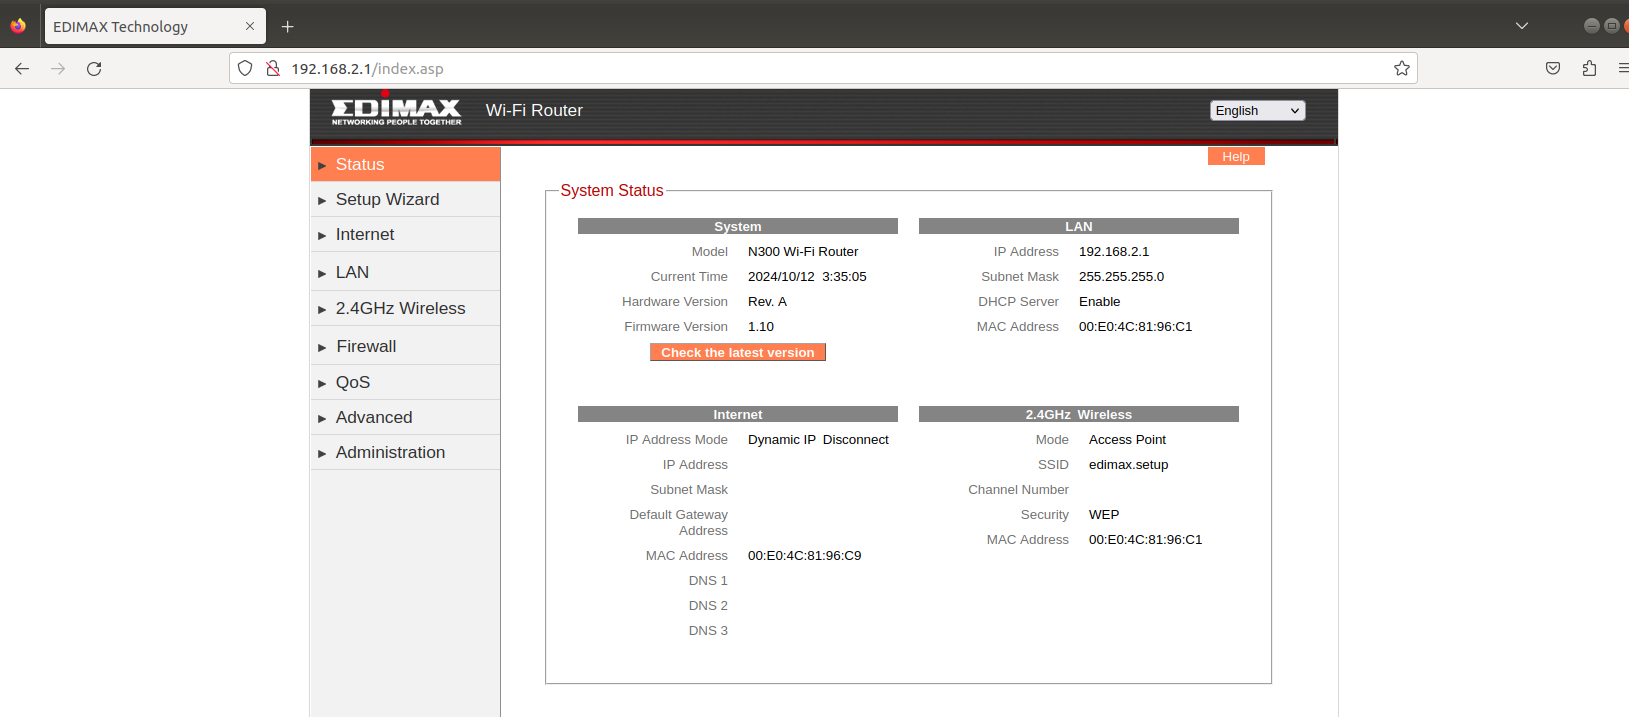 EDIMAX Technology
192.168.2.1/index.asp
EDIMAX
NETWORKING PEOPLE TOGETHER
Wi-Fi Router
English
Help
Status
Setup Wizard
Internet
LAN
2.4GHz Wireless
Firewall
QoS
Advanced
Administration
System Status
System
Model N300 Wi-Fi Router
Current Time 2024/10/12 3:35:05
Hardware Version Rev. A
Firmware Version 1.10
Check the latest version
LAN
IP Address 192.168.2.1
Subnet Mask 255.255.255.0
DHCP Server Enable
MAC Address 00:E0:4C:81:96:C1
Internet
IP Address Mode Dynamic IP Disconnect
IP Address
Subnet Mask
Default Gateway
Address
MAC Address 00:E0:4C:81:96:C9
DNS 1
DNS 2
DNS 3
2.4GHz Wireless
Mode Access Point
SSID edimax.setup
Channel Number
Security WEP
MAC Address 00:E0:4C:81:96:C1